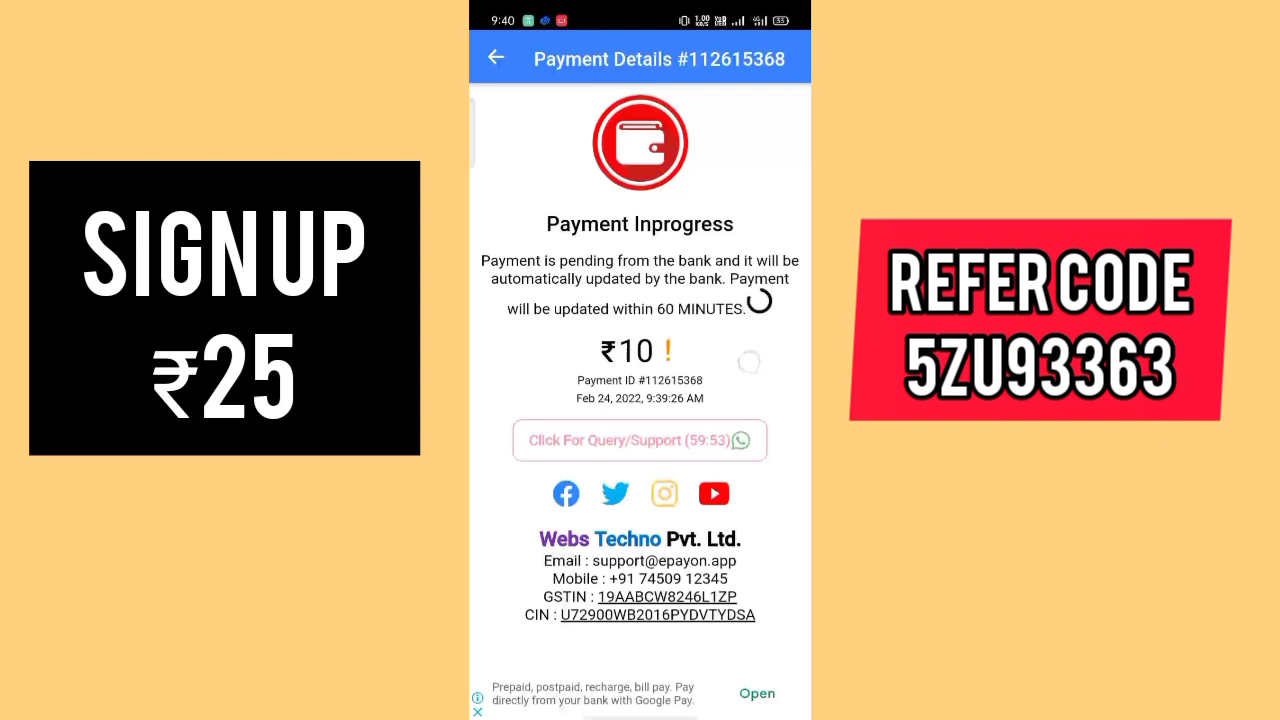 9:40
1.00 KB/S
33
Payment Details #112615368
Payment Inprogress
Payment is pending from the bank and it will be
automatically updated by the bank. Payment
will be updated within 60 MINUTES.
₹10 !
Payment ID #112615368
Feb 24, 2022, 9:39:26 AM
Click For Query/Support (59:53)
Webs Techno Pvt. Ltd.
Email : support@epayon.app
Mobile : +91 74509 12345
GSTIN : 19AABCW8246L1ZP
CIN : U72900WB2016PYDVTYDSA
Prepaid, postpaid, recharge, bill pay. Pay
directly from your bank with Google Pay.
Open
SIGN UP
₹25
REFER CODE
5ZU93363